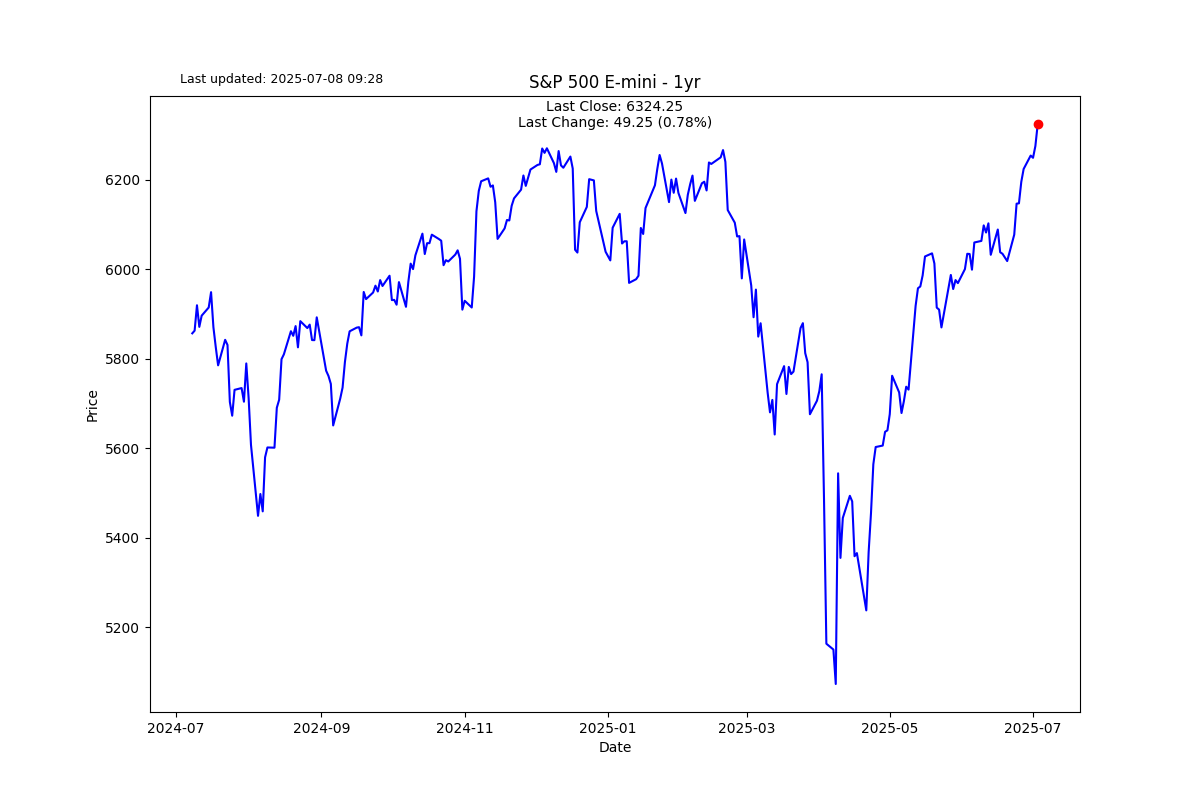 Last updated: 2025-07-08 09:28
S&P 500 E-mini - 1yr
Last Close: 6324.25
Last Change: 49.25 (0.78%)
6200
6000
5800
5600
5400
5200
Price
2024-07
2024-09
2024-11
2025-01
2025-03
2025-05
2025-07
Date